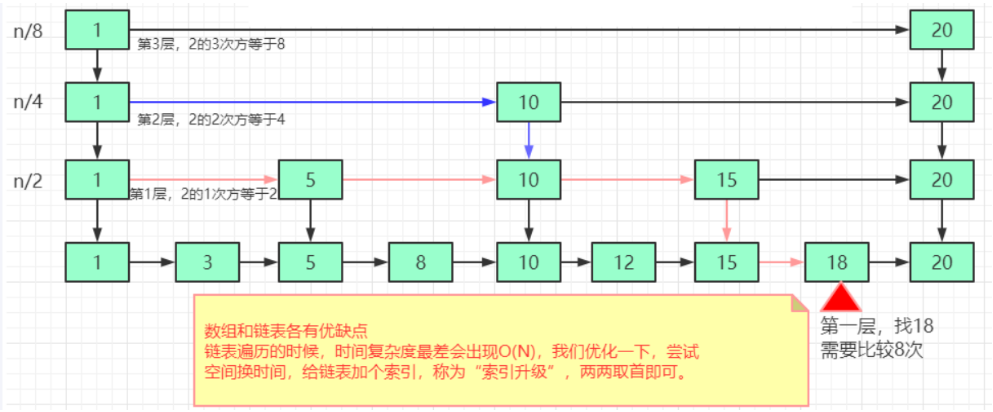 n/8 1 20
第3层，2的3次方等于8
n/4 1 10 20
第2层，2的2次方等于4
n/2 1 5 10 15 20
第1层，2的1次方等于2
1 3 5 8 10 12 15 18 20
数组和链表各有优缺点
链表遍历的时候，时间复杂度最差会出现O(N)，我们优化一下，尝试
空间换时间，给链表加个索引，称为“索引升级”，两两取首即可。
第一层，找18
需要比较8次